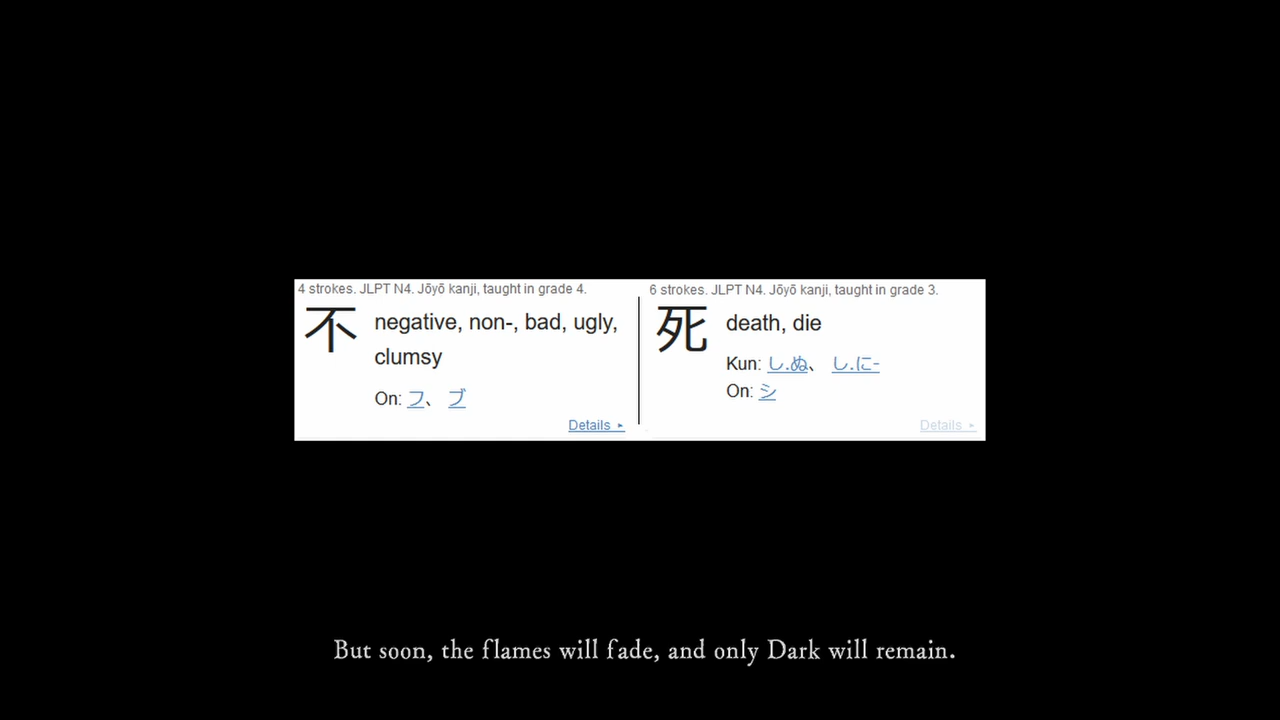 4 strokes. JLPT N4. Jōyō kanji, taught in grade 4.
不
negative, non-, bad, ugly,
clumsy
On: フ、 ブ
Details ▸
6 strokes. JLPT N4. Jōyō kanji, taught in grade 3.
死
death, die
Kun: し.ぬ、 し.に-
On: シ
Details ▸
But soon, the flames will fade, and only Dark will remain.